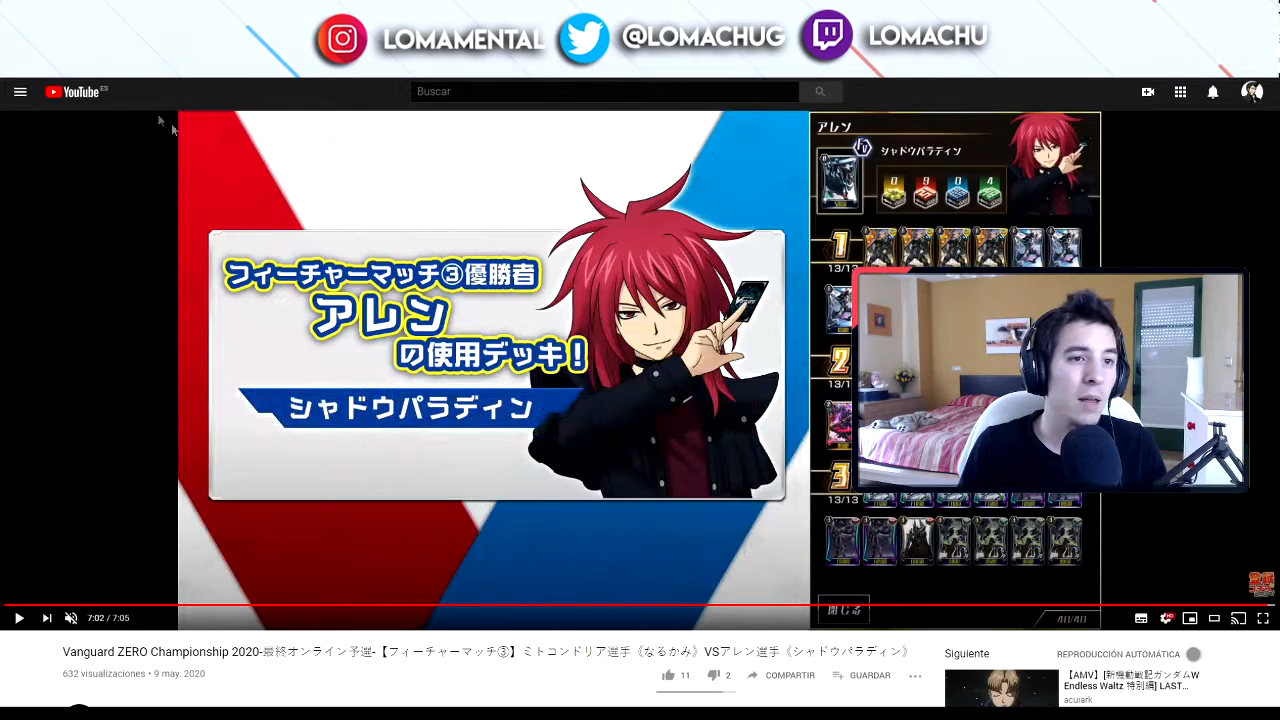 LOMAMENTAL
@LOMACHUG
LOMACHU
YouTube ES
Buscar
フィーチャーマッチ③優勝者
アレン
の使用デッキ！
シャドウパラディン
アレン
FV
シャドウパラディン
0 9 0 4
1
13/13
2
13/1
3
13/13
閉じる
40/40
7:02 / 7:05
HD
Vanguard ZERO Championship 2020-最終オンライン予選-【フィーチャーマッチ③】ミトコンドリア選手《なるかみ》VSアレン選手《シャドウパラディン》
632 visualizaciones • 9 may. 2020
11
2
COMPARTIR
GUARDAR
Siguiente
REPRODUCCIÓN AUTOMÁTICA
【AMV】[新機動戦記ガンダムW
Endless Waltz 特別編] LAST...
acuiark